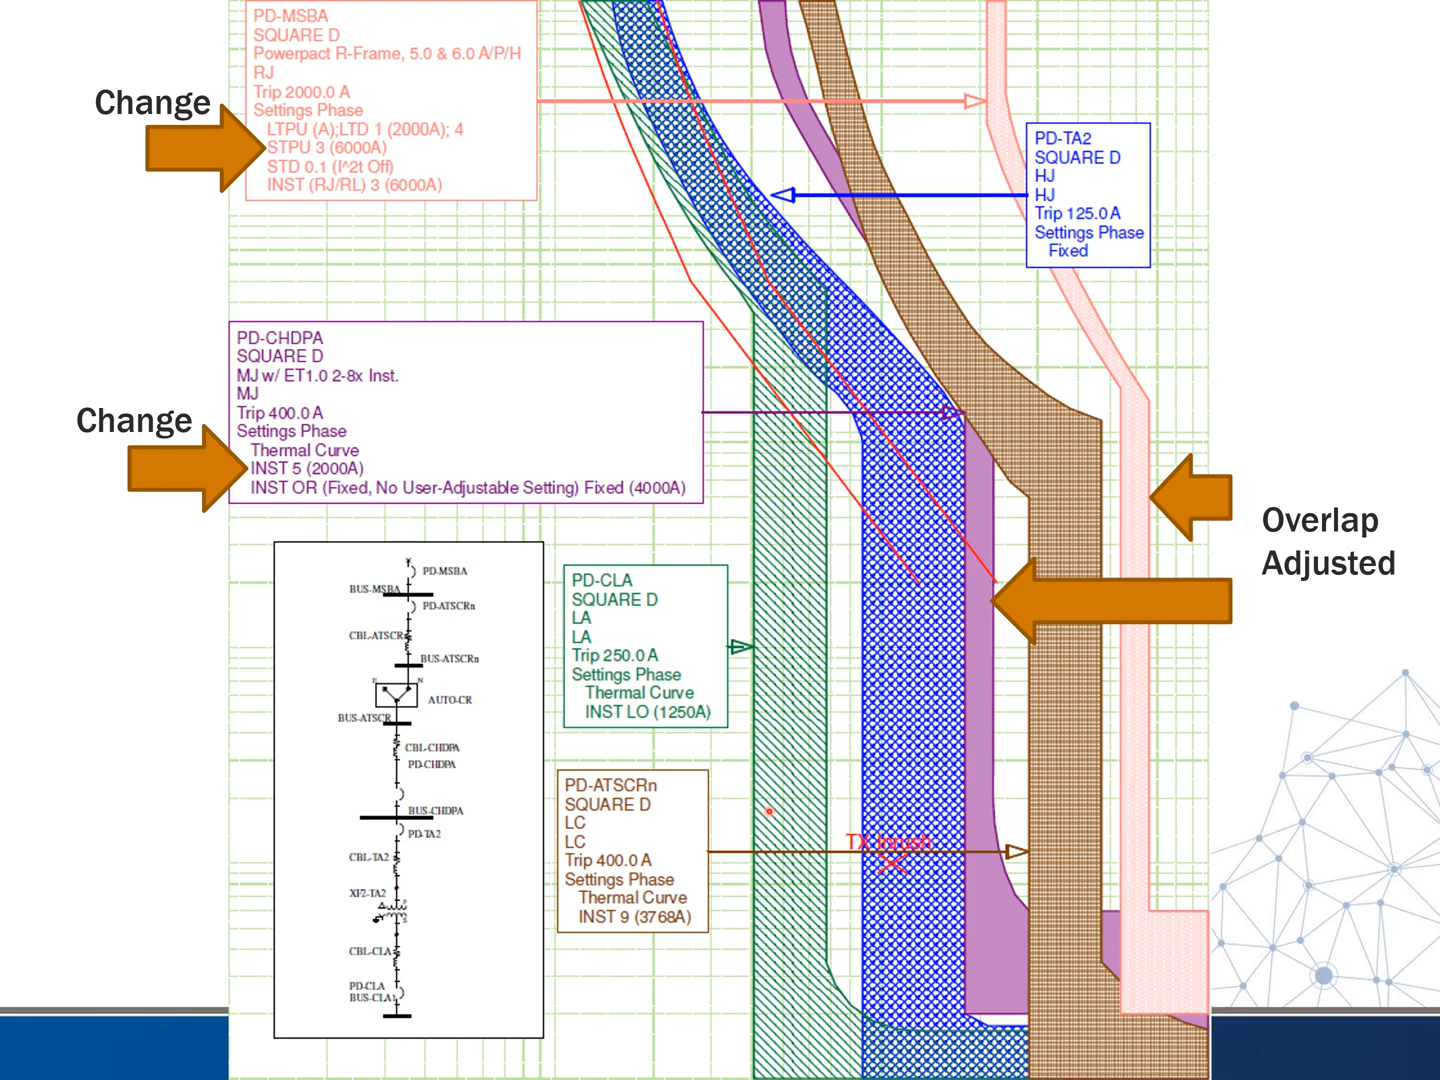 PD-MSBA
SQUARE D
Powerpact R-Frame, 5.0 & 6.0 A/P/H
RJ
Trip 2000.0 A
Settings Phase
LTPU (A);LTD 1 (2000A); 4
STPU 3 (6000A)
STD 0.1 (I^2t Off)
INST (RJ/RL) 3 (6000A)
Change
PD-TA2
SQUARE D
HJ
HJ
Trip 125.0 A
Settings Phase
Fixed
PD-CHDPA
SQUARE D
MJ w/ ET1.0 2-8x Inst.
MJ
Trip 400.0 A
Settings Phase
Thermal Curve
INST 5 (2000A)
INST OR (Fixed, No User-Adjustable Setting) Fixed (4000A)
Change
Overlap
Adjusted
PD-CLA
SQUARE D
LA
LA
Trip 250.0 A
Settings Phase
Thermal Curve
INST LO (1250A)
PD-ATSCRn
SQUARE D
LC
LC
Trip 400.0 A
Settings Phase
Thermal Curve
INST 9 (3768A)
TX Inrush
PD-MSBA
BUS-MSBA
PD-ATSCRn
CBL-ATSCR
BUS-ATSCRn
E N
AUTO-CR
BUS-ATSCR
CBL-CHDPA
PD-CHDPA
BUS-CHDPA
PD-TA2
CBL-TA2
XF2-TA2
CBL-CLA
PD-CLA
BUS-CLA1